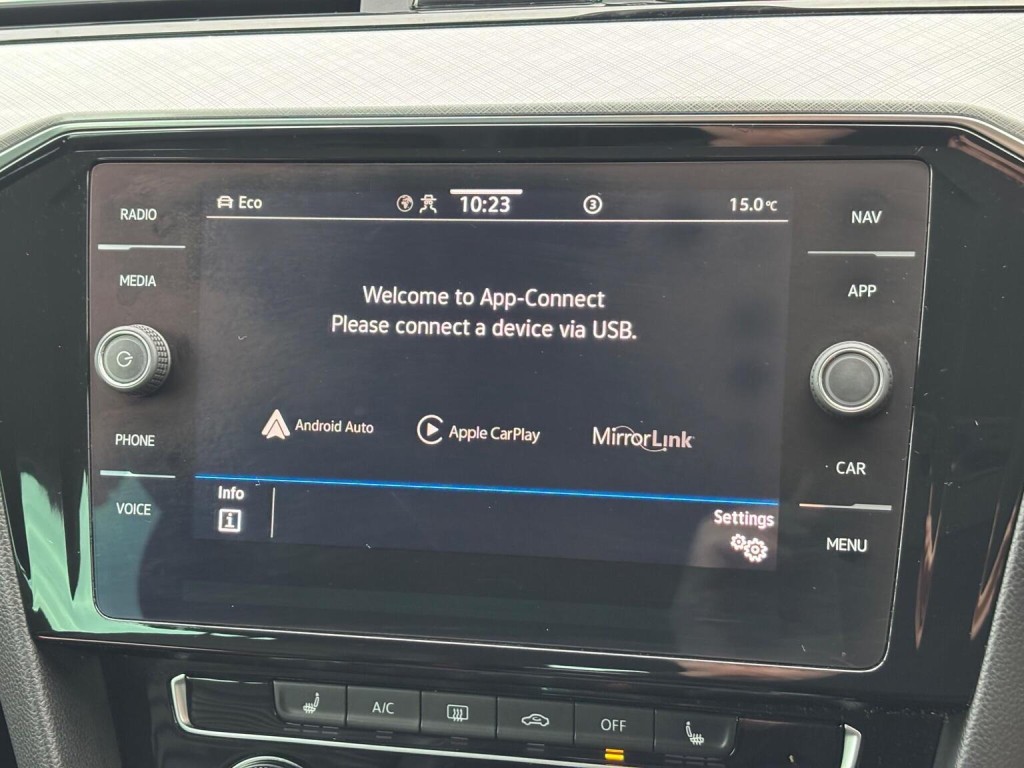 Eco 10:23 3 15.0°C
RADIO
MEDIA
PHONE
VOICE
NAV
APP
CAR
MENU
Welcome to App-Connect
Please connect a device via USB.
Android Auto Apple CarPlay MirrorLink
Info
i
Settings
A/C OFF